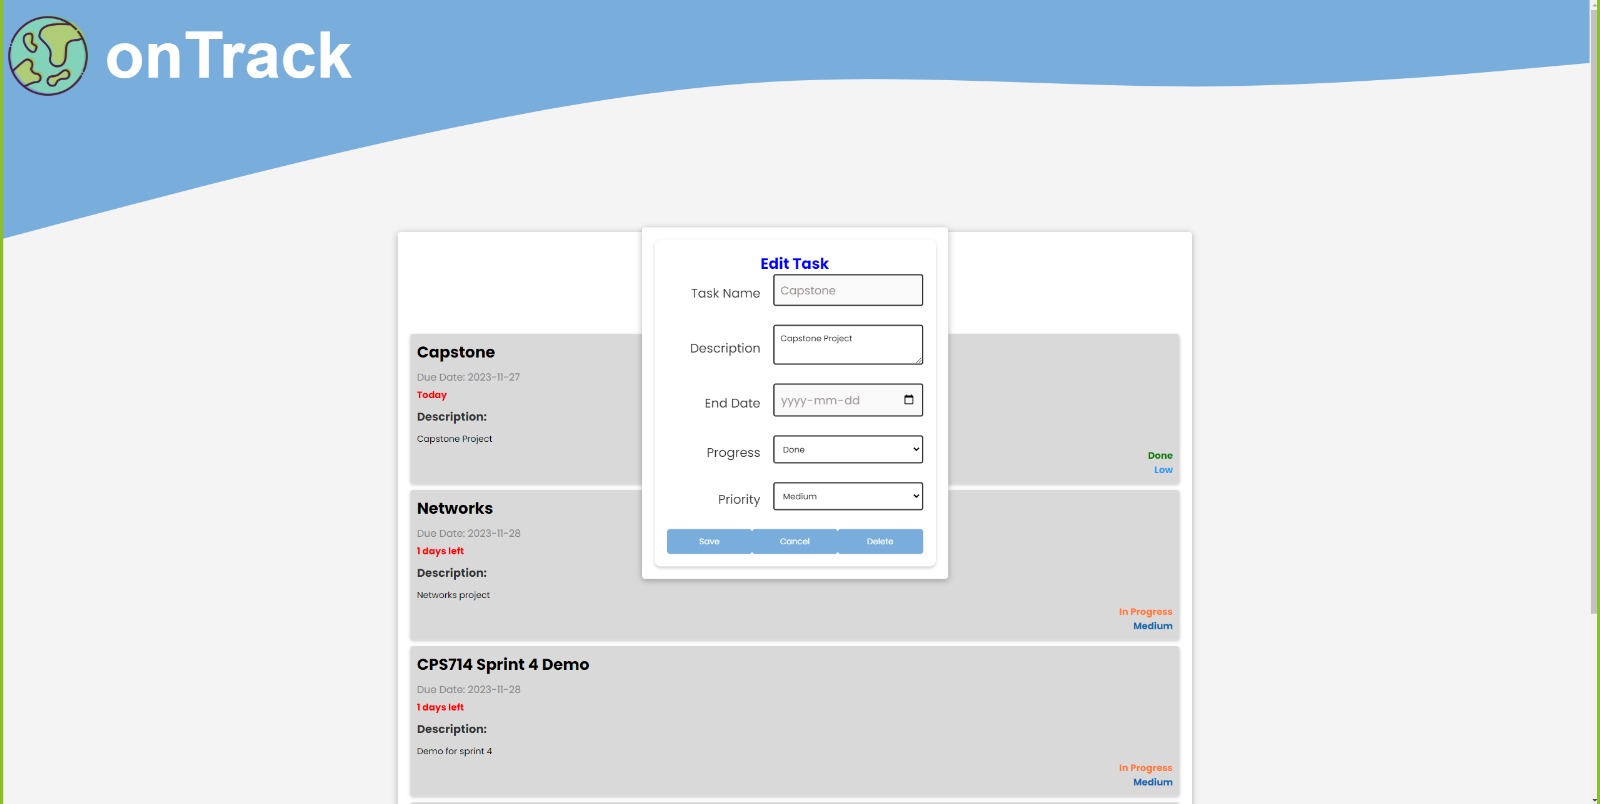 onTrack
Edit Task
Task Name
Capstone
Description
Capstone Project
End Date
yyyy-mm-dd
Progress
Done
Priority
Medium
Save
Cancel
Delete
Capstone
Due Date: 2023-11-27
Today
Description:
Capstone Project
Done
Low
Networks
Due Date: 2023-11-28
1 days left
Description:
Networks project
In Progress
Medium
CPS714 Sprint 4 Demo
Due Date: 2023-11-28
1 days left
Description:
Demo for sprint 4
In Progress
Medium